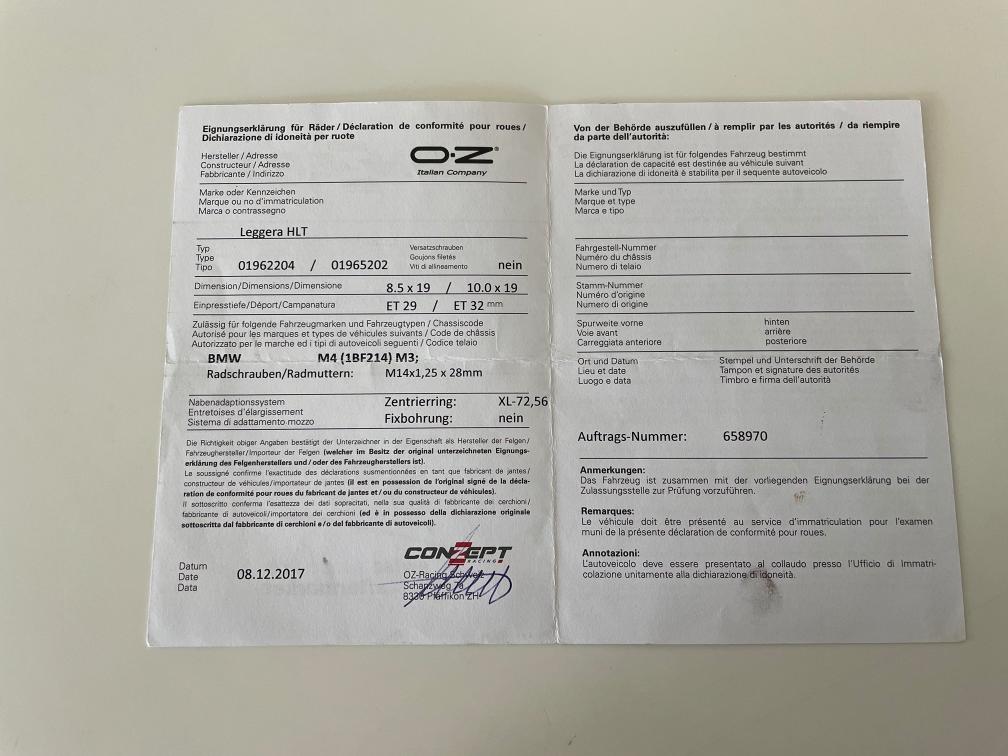 Eignungserklärung für Räder / Déclaration de conformité pour roues /
Dichiarazione di idoneità per ruote
Hersteller / Adresse
Constructeur / Adresse
Fabbricante / Indirizzo
O·Z®
Italian Company
Marke oder Kennzeichen
Marque ou no d'immatriculation
Marca o contrassegno
Leggera HLT
Typ
Type
Tipo
01962204 / 01965202
Versatzschrauben
Goujons filetés
Viti di allineamento
nein
Dimension/Dimensions/Dimensione 8.5 x 19 / 10.0 x 19
Einpresstiefe/Déport/Campanatura ET 29 / ET 32 mm
Zulässig für folgende Fahrzeugmarken und Fahrzeugtypen / Chassiscode
Autorisé pour les marques et types de véhicules suivants / Code de châssis
Autorizzato per le marche ed i tipi di autoveicoli seguenti / Codice telaio
BMW M4 (1BF214) M3;
Radschrauben/Radmuttern: M14x1,25 x 28mm
Nabenadaptionssystem
Entretoises d'élargissement
Sistema di adattamento mozzo
Zentrierring: XL-72,56
Fixbohrung: nein
Die Richtigkeit obiger Angaben bestätigt der Unterzeichner in der Eigenschaft als Hersteller der Felgen/
Fahrzeughersteller/Importeur der Felgen (welcher im Besitz der original unterzeichneten Eignungs-
erklärung des Felgenherstellers und/oder des Fahrzeugherstellers ist).
Le soussigné confirme l'exactitude des déclarations susmentionnées en tant que fabricant de jantes/
constructeur de véhicules/importateur de jantes (il est en possession de l'original signé de la décla-
ration de conformité pour roues du fabricant de jantes et/ou du constructeur de véhicules).
Il sottoscritto conferma l'esattezza dei dati sopracitati, nella sua qualità di fabbricante dei cerchioni/
fabbricante di autoveicoli/importatore dei cerchioni (ed è in possesso della dichiarazione originale
sottoscritta dal fabbricante di cerchioni e/o del fabbricante di autoveicoli).
Datum
Date
Data
08.12.2017
CONZEPT
RACING
OZ-Racing Schweiz
Schanzweg
8330 Pfäffikon ZH
Von der Behörde auszufüllen / à remplir par les autorités / da riempire
da parte dell'autorità:
Die Eignungserklärung ist für folgendes Fahrzeug bestimmt
La déclaration de capacité est destinée au véhicule suivant
La dichiarazione di idoneità è stabilita per il sequente autoveicolo
Marke und Typ
Marque et type
Marca e tipo
Fahrgestell-Nummer
Numéro du châssis
Numero di telaio
Stamm-Nummer
Numéro d'origine
Numero di origine
Spurweite vorne hinten
Voie avant arrière
Carreggiata anteriore posteriore
Ort und Datum
Lieu et date
Luogo e data
Stempel und Unterschrift der Behörde
Tampon et signature des autorités
Timbro e firma dell'autorità
Auftrags-Nummer: 658970
Anmerkungen:
Das Fahrzeug ist zusammen mit der vorliegenden Eignungserklärung bei der
Zulassungsstelle zur Prüfung vorzuführen.
Remarques:
Le véhicule doit être présenté au service d'immatriculation pour l'examen
muni de la présente déclaration de conformité pour roues.
Annotazioni:
L'autoveicolo deve essere presentato al collaudo presso l'Ufficio di Immatri-
colazione unitamente alla dichiarazione di idoneità.